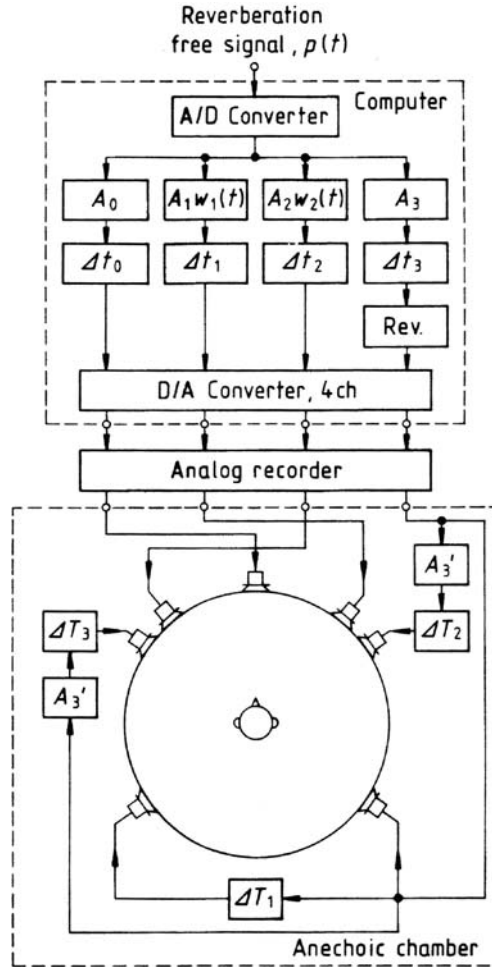 Reverberation
free signal, p(t)
Computer
A/D Converter
A₀ A₁w₁(t) A₂w₂(t) A₃
Δt₀ Δt₁ Δt₂ Δt₃
Rev.
D/A Converter, 4ch
Analog recorder
A₃'
ΔT₃ ΔT₂
A₃'
ΔT₁
Anechoic chamber